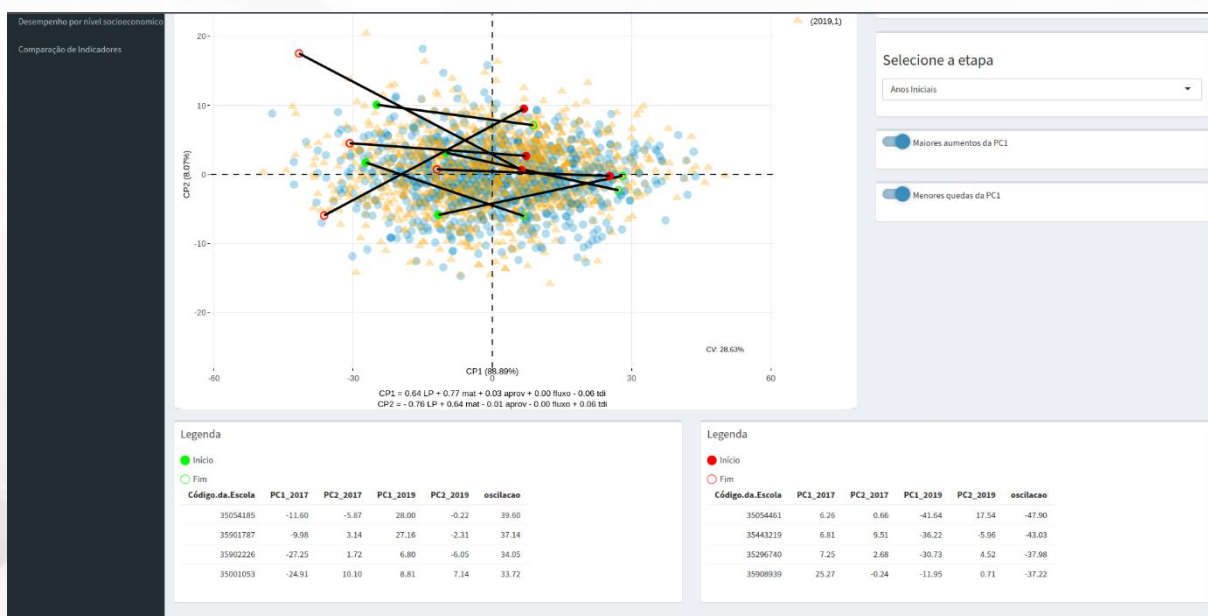 Desempenho por nível socioeconomico
Comparação de Indicadores
(2019,1)
20
10
0
-10
-20
CP2 (8.07%)
CV: 28.63%
-60
-30
0
30
60
CP1 (88.89%)
CP1 = 0.64 LP + 0.77 mat + 0.03 aprov + 0.00 fluxo - 0.06 tdi
CP2 = - 0.76 LP + 0.64 mat - 0.01 aprov - 0.00 fluxo + 0.06 tdi
Selecione a etapa
Anos Iniciais
Maiores aumentos da PC1
Menores quedas da PC1
Legenda
Início
Fim
Código.da.Escola PC1_2017 PC2_2017 PC1_2019 PC2_2019 oscilacao
35054185 -11.60 -5.87 28.00 -0.22 39.60
35901787 -9.98 3.14 27.16 -2.31 37.14
35902226 -27.25 1.72 6.80 -6.05 34.05
35001053 -24.91 10.10 8.81 7.14 33.72
Legenda
Início
Fim
Código.da.Escola PC1_2017 PC2_2017 PC1_2019 PC2_2019 oscilacao
35054461 6.26 0.66 -41.64 17.54 -47.90
35443219 6.81 9.51 -36.22 -5.96 -43.03
35296740 7.25 2.68 -30.73 4.52 -37.98
35908939 25.27 -0.24 -11.95 0.71 -37.22